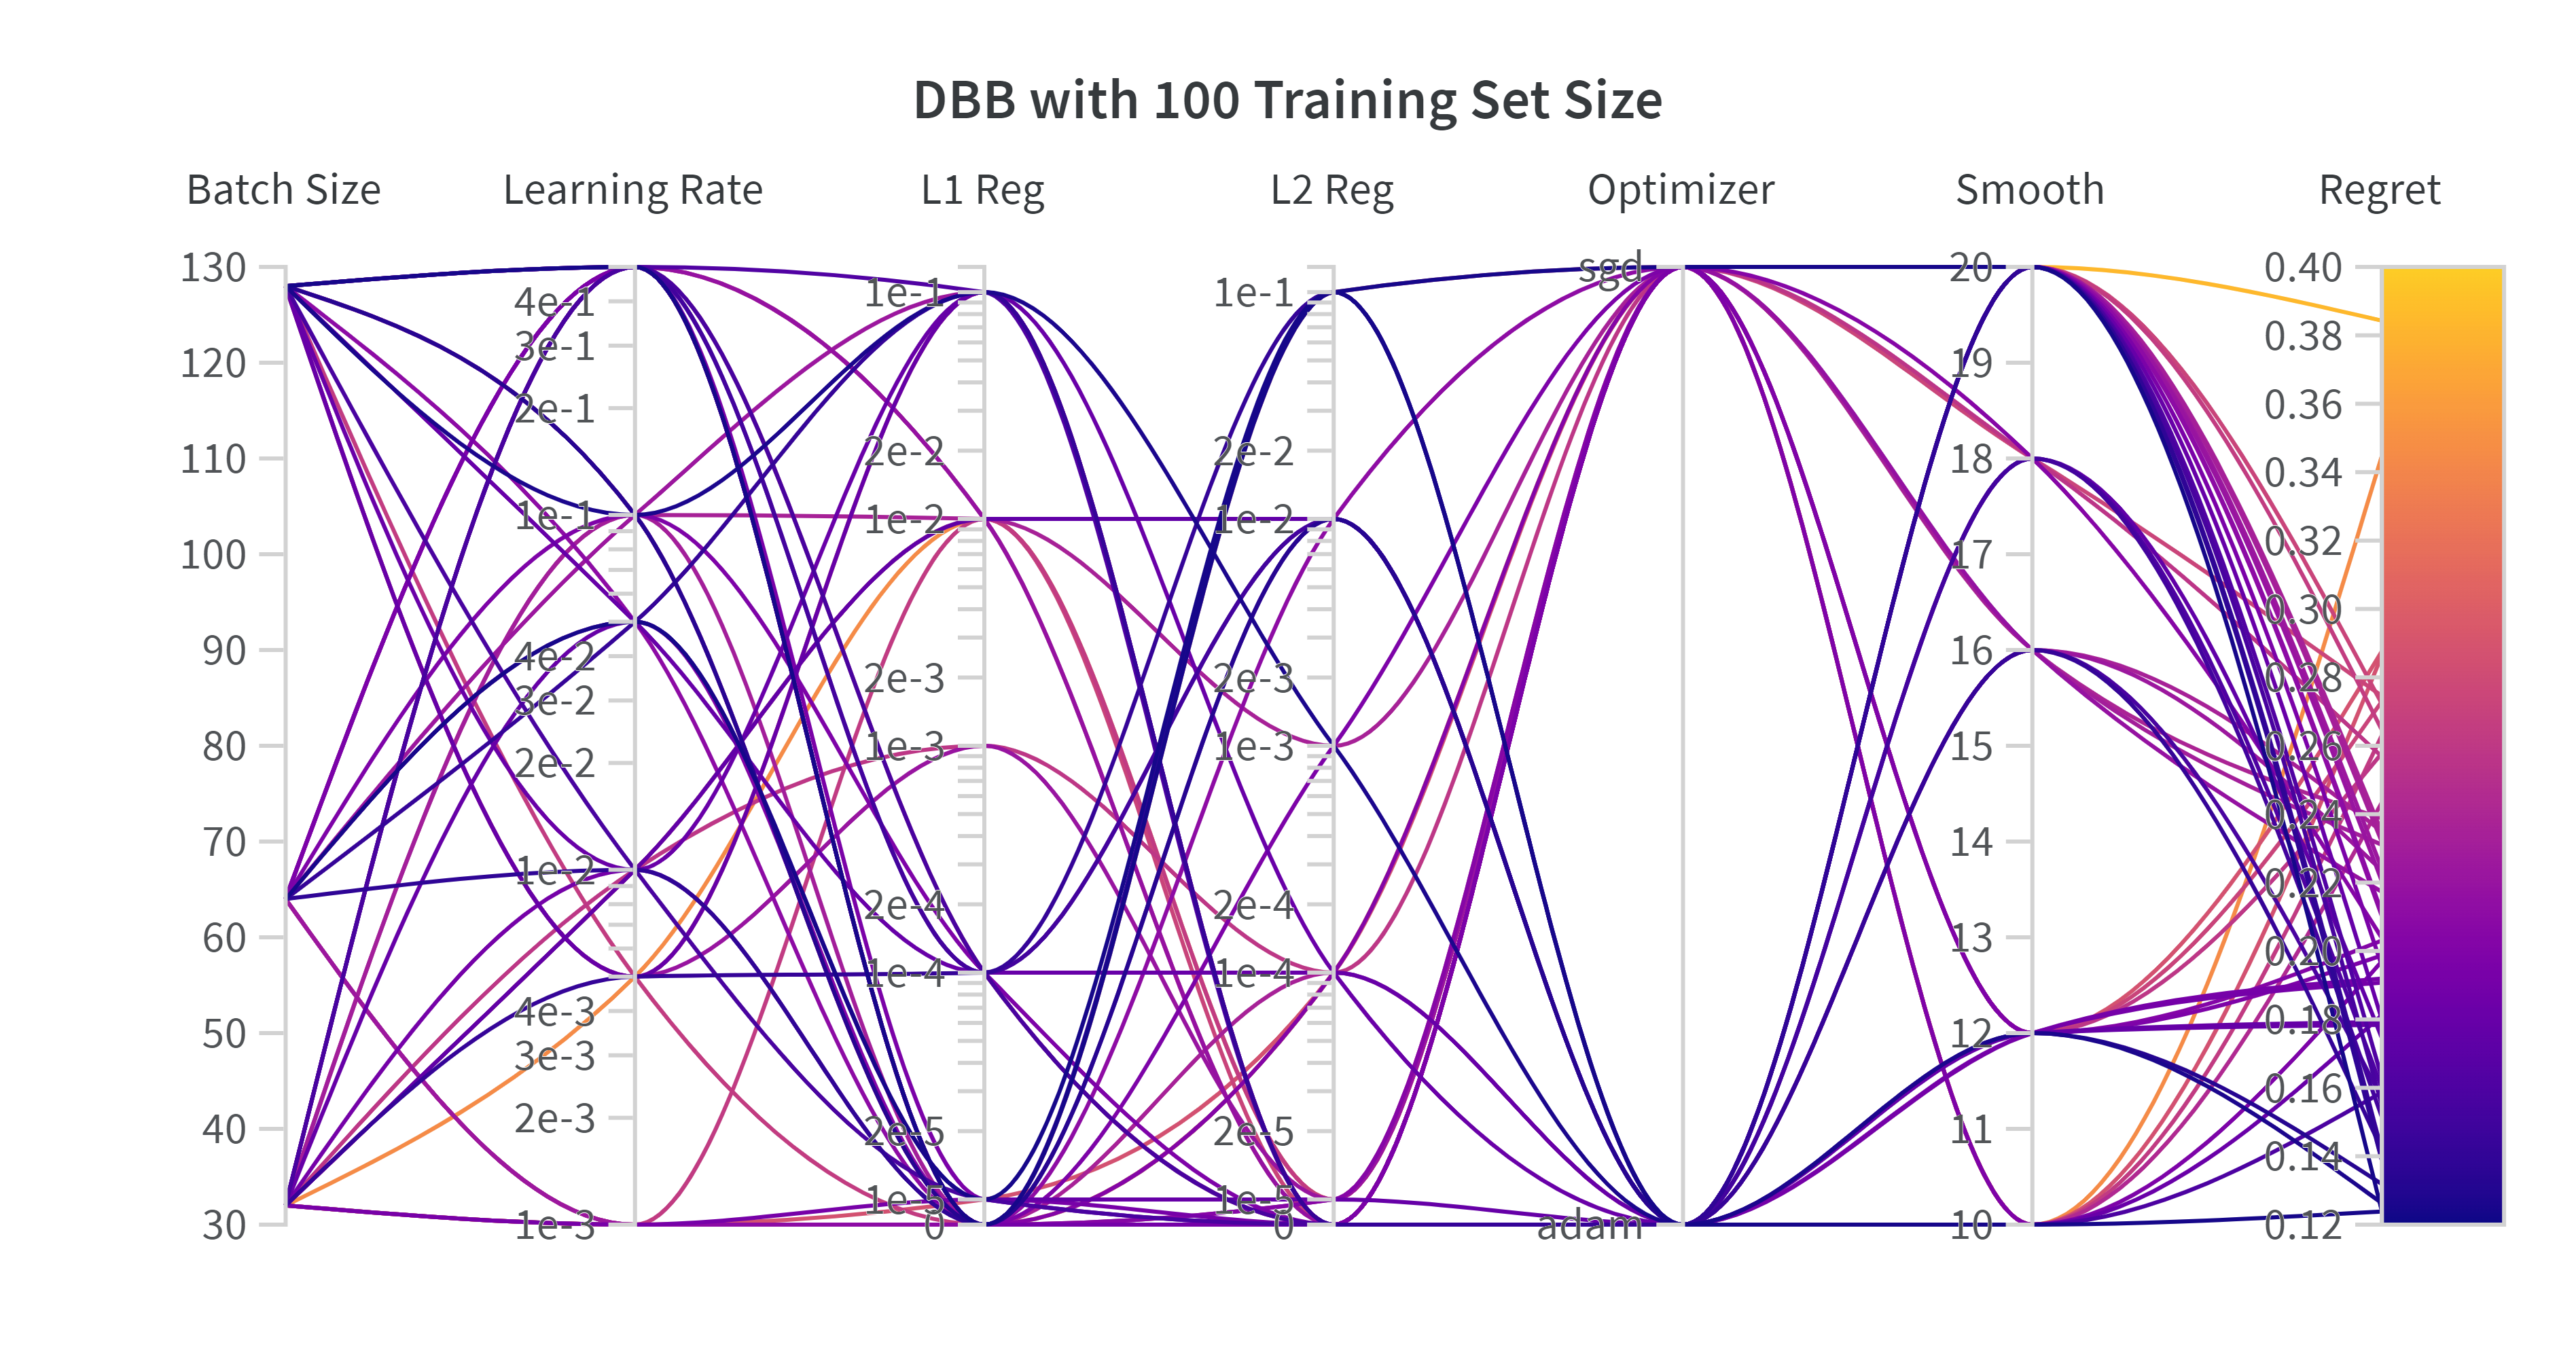 DBB with 100 Training Set Size
Batch Size Learning Rate L1 Reg L2 Reg Optimizer Smooth Regret
130
120
110
100
90
80
70
60
50
40
30
4e-1
3e-1
2e-1
1e-1
4e-2
3e-2
2e-2
1e-2
4e-3
3e-3
2e-3
1e-3
1e-1
2e-2
1e-2
2e-3
1e-3
2e-4
1e-4
2e-5
1e-5
0
1e-1
2e-2
1e-2
2e-3
1e-3
2e-4
1e-4
2e-5
1e-5
0
sgd
adam
20
19
18
17
16
15
14
13
12
11
10
0.40
0.38
0.36
0.34
0.32
0.30
0.28
0.26
0.24
0.22
0.20
0.18
0.16
0.14
0.12